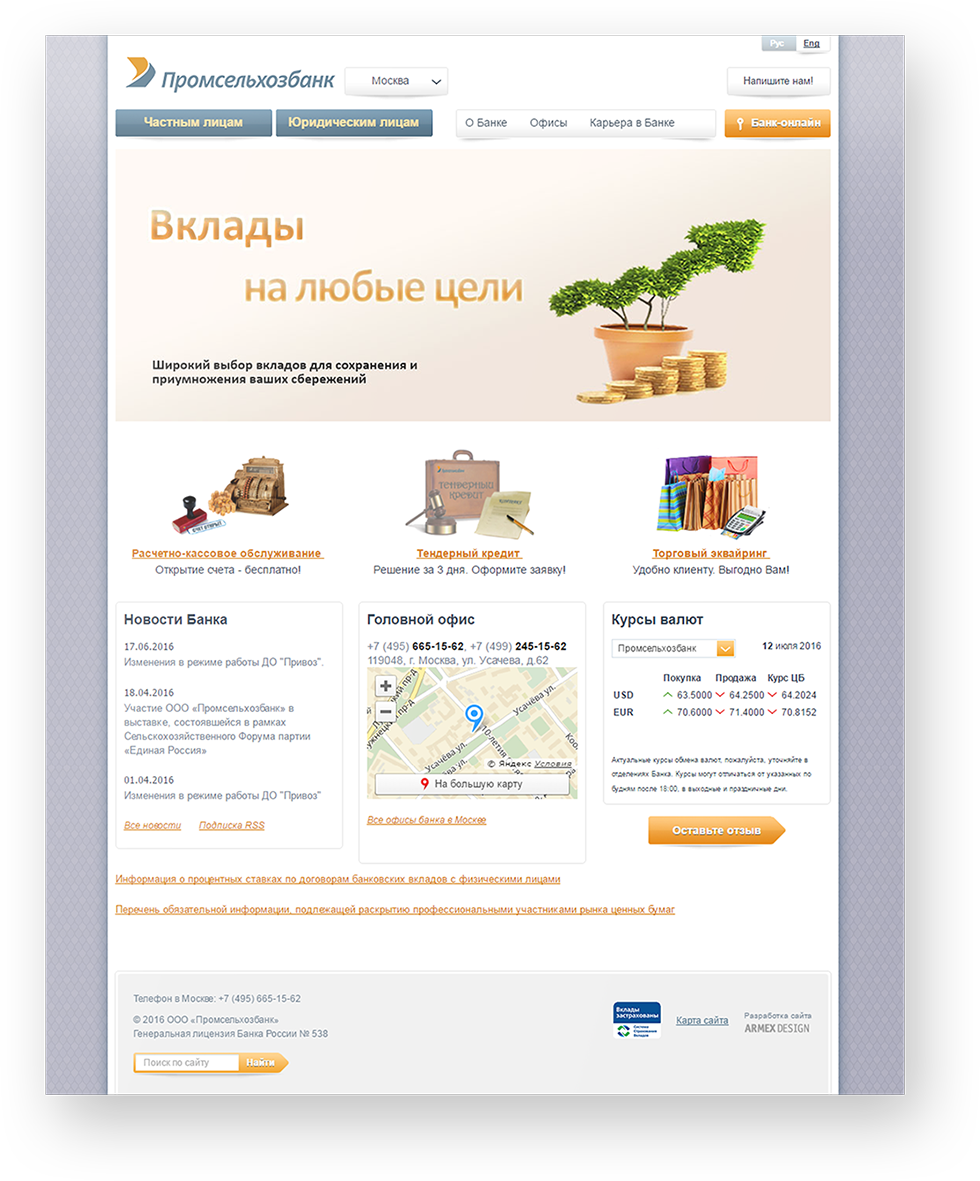 Рус Eng
Промсельхозбанк
Москва
Напишите нам!
Частным лицам
Юридическим лицам
О Банке
Офисы
Карьера в Банке
Банк-онлайн
Вклады
на любые цели
Широкий выбор вкладов для сохранения и
приумножения ваших сбережений
тендерный
кредит
Расчетно-кассовое обслуживание
Открытие счета - бесплатно!
Тендерный кредит
Решение за 3 дня. Оформите заявку!
Торговый эквайринг
Удобно клиенту. Выгодно Вам!
Новости Банка
17.06.2016
Изменения в режиме работы ДО "Привоз".
18.04.2016
Участие ООО «Промсельхозбанк» в
выставке, состоявшейся в рамках
Сельскохозяйственного Форума партии
«Единая Россия»
01.04.2016
Изменения в режиме работы ДО "Привоз"
Все новости
Подписка RSS
Головной офис
+7 (495) 665-15-62, +7 (499) 245-15-62
119048, г. Москва, ул. Усачева, д.62
Усачёва ул.
Усачёва ул.
© Яндекс Условия
На большую карту
Все офисы банка в Москве
Курсы валют
Промсельхозбанк
12 июля 2016
Покупка Продажа Курс ЦБ
USD 63.5000 64.2500 64.2024
EUR 70.6000 71.4000 70.8152
Актуальные курсы обмена валют, пожалуйста, уточняйте в
отделениях Банка. Курсы могут отличаться от указанных по
будням после 18:00, в выходные и праздничные дни.
Оставьте отзыв
Информация о процентных ставках по договорам банковских вкладов с физическими лицами
Перечень обязательной информации, подлежащей раскрытию профессиональными участниками рынка ценных бумаг
Телефон в Москве: +7 (495) 665-15-62
© 2016 ООО «Промсельхозбанк»
Генеральная лицензия Банка России № 538
Поиск по сайту
Найти
Вклады
застрахованы
Система
Страхования
Вкладов
Карта сайта
Разработка сайта
ARMEX DESIGN